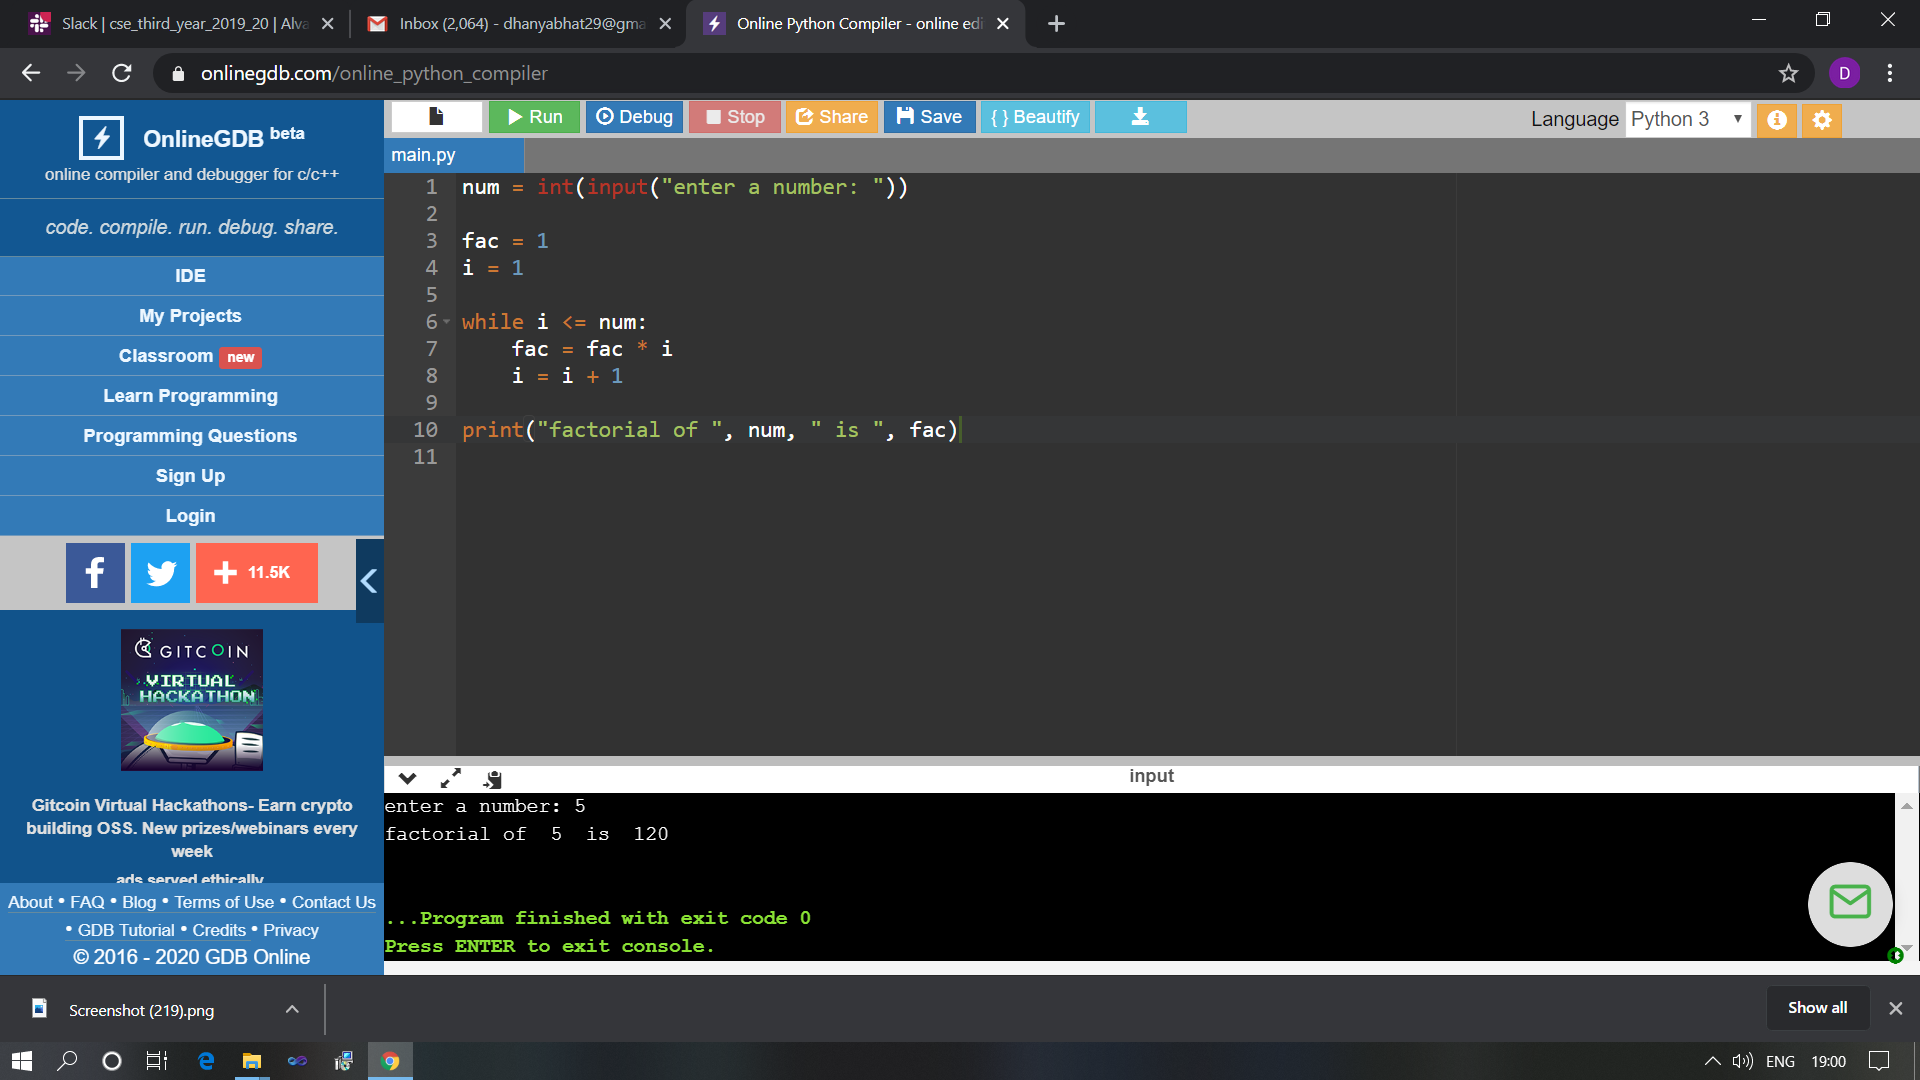 Slack | cse_third_year_2019_20 | Alva
Inbox (2,064) - dhanyabhat29@gma
Online Python Compiler - online edi
onlinegdb.com/online_python_compiler
D
OnlineGDB beta
online compiler and debugger for c/c++
code. compile. run. debug. share.
IDE
My Projects
Classroom new
Learn Programming
Programming Questions
Sign Up
Login
11.5K
GITCOIN
VIRTUAL
HACKATHON
Gitcoin Virtual Hackathons- Earn crypto
building OSS. New prizes/webinars every
week
ads served ethically
About • FAQ • Blog • Terms of Use • Contact Us
• GDB Tutorial • Credits • Privacy
© 2016 - 2020 GDB Online
Run Debug Stop Share Save { } Beautify
Language Python 3
main.py
1 num = int(input("enter a number: "))
2
3 fac = 1
4 i = 1
5
6 while i <= num:
7 fac = fac * i
8 i = i + 1
9
10 print("factorial of ", num, " is ", fac)
11
input
enter a number: 5
factorial of  5  is  120
...Program finished with exit code 0
Press ENTER to exit console.
Screenshot (219).png
Show all
ENG 19:00